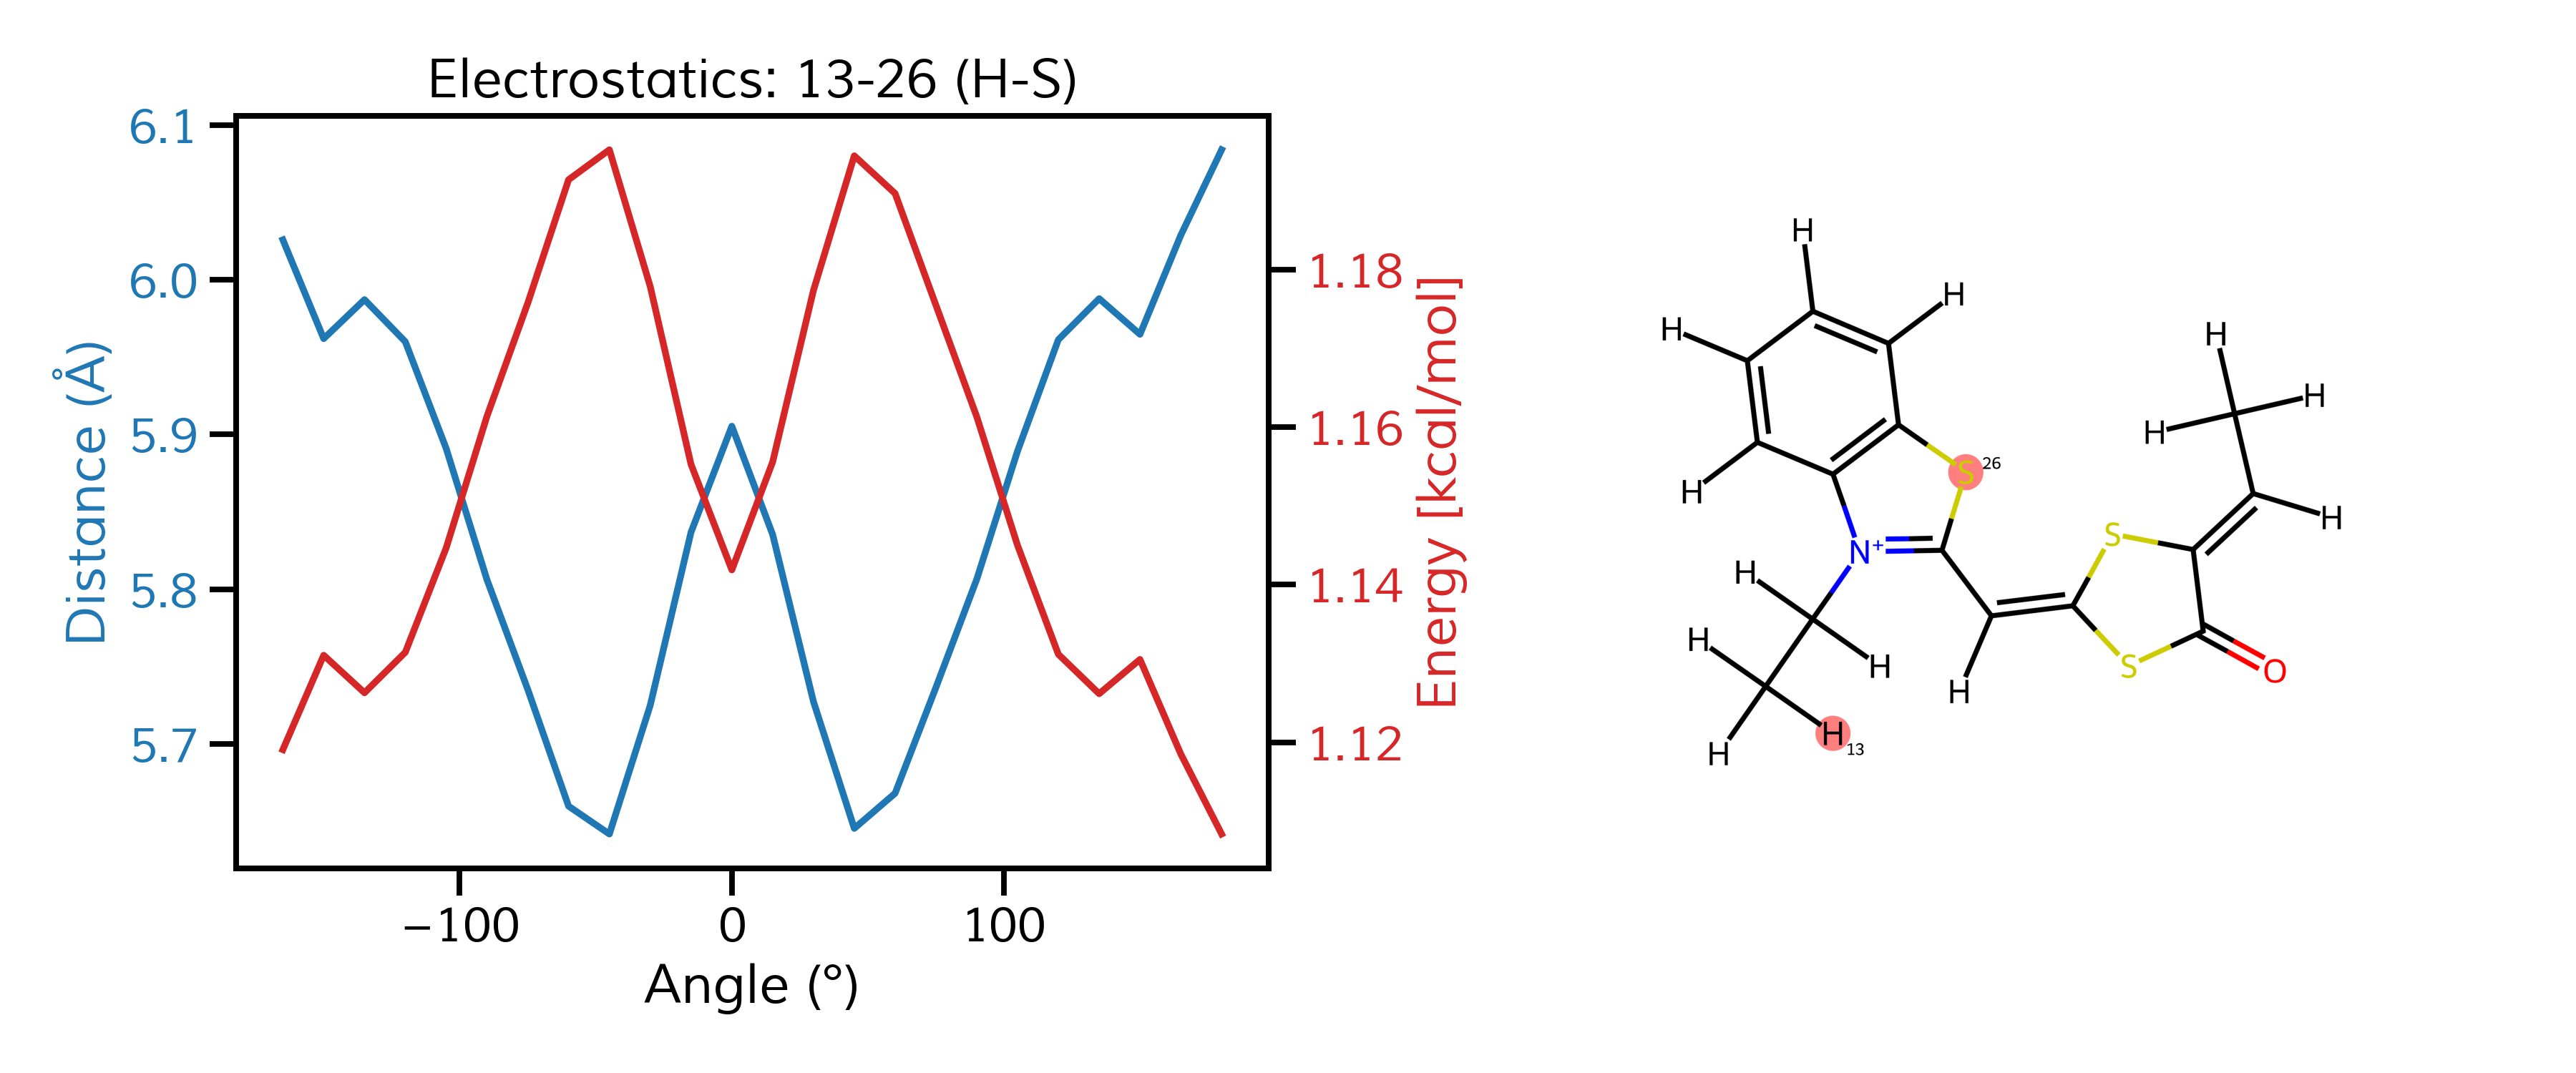 Electrostatics: 13-26 (H-S)
6.1
6.0
5.9
5.8
5.7
Distance (Å)
1.18
1.16
1.14
1.12
Energy [kcal/mol]
−100
0
100
Angle (°)
H
H
H
H
H
H
H
S 26
H
S
H
N+
H
H
H
S
O
H
H
H 13
H